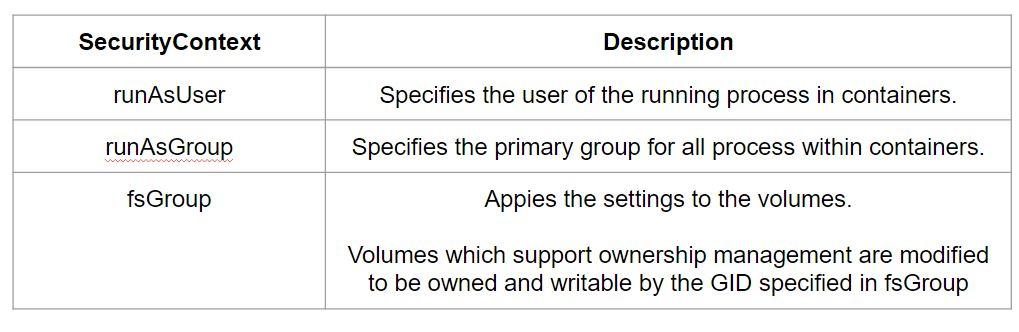 SecurityContext Description
runAsUser Specifies the user of the running process in containers.
runAsGroup Specifies the primary group for all process within containers.
fsGroup Appies the settings to the volumes.
Volumes which support ownership management are modified
to be owned and writable by the GID specified in fsGroup